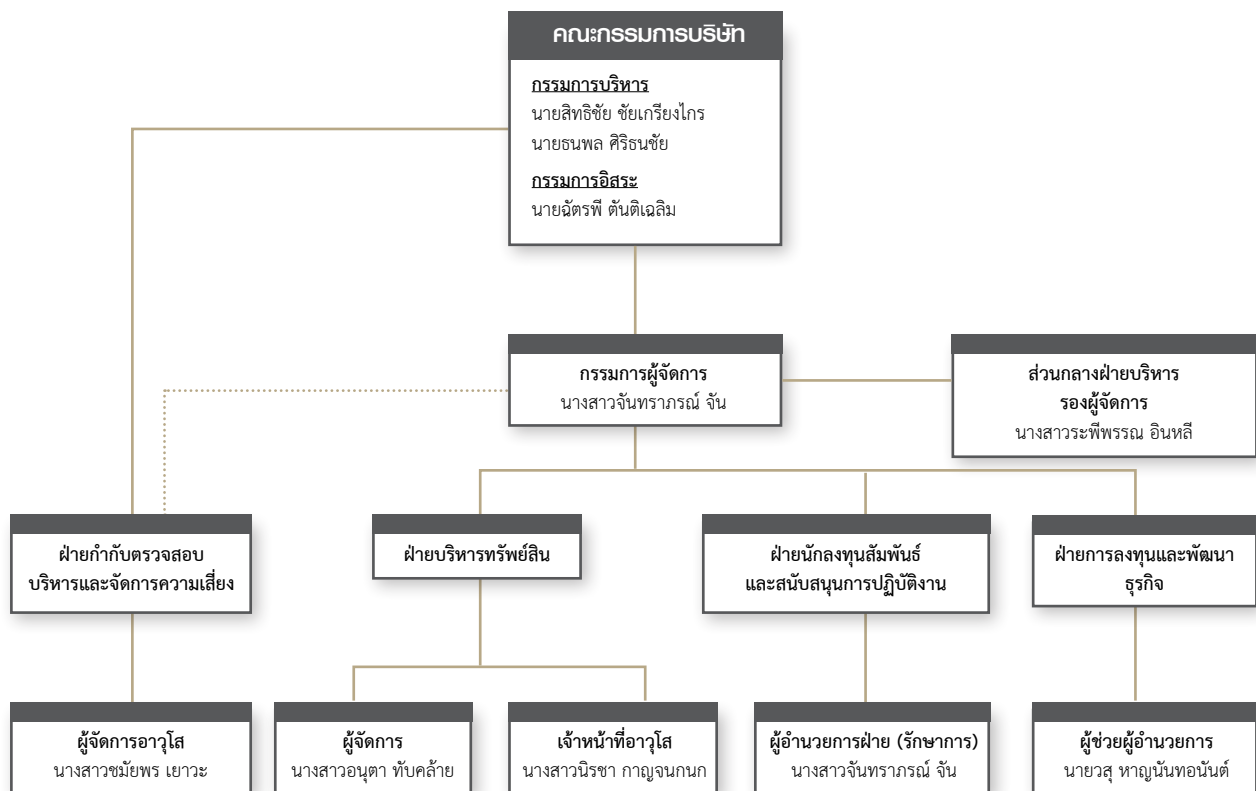 คณะกรรมการบริษัท
กรรมการบริหาร
นายสิทธิชัย ชัยเกรียงไกร
นายธนพล ศิริธนชัย
กรรมการอิสระ
นายฉัตรพี ตันติเฉลิม
กรรมการผู้จัดการ
นางสาวจันทราภรณ์ จัน
ส่วนกลางฝ่ายบริหาร
รองผู้จัดการ
นางสาวระพีพรรณ อินหลี
ฝ่ายกำกับตรวจสอบ
บริหารและจัดการความเสี่ยง
ฝ่ายบริหารทรัพย์สิน
ฝ่ายนักลงทุนสัมพันธ์
และสนับสนุนการปฏิบัติงาน
ฝ่ายการลงทุนและพัฒนา
ธุรกิจ
ผู้จัดการอาวุโส
นางสาวชมัยพร เยาวะ
ผู้จัดการ
นางสาวอนุตา ทับคล้าย
เจ้าหน้าที่อาวุโส
นางสาวนิรชา กาญจนกนก
ผู้อำนวยการฝ่าย (รักษาการ)
นางสาวจันทราภรณ์ จัน
ผู้ช่วยผู้อำนวยการ
นายวสุ หาญนันทอนันต์